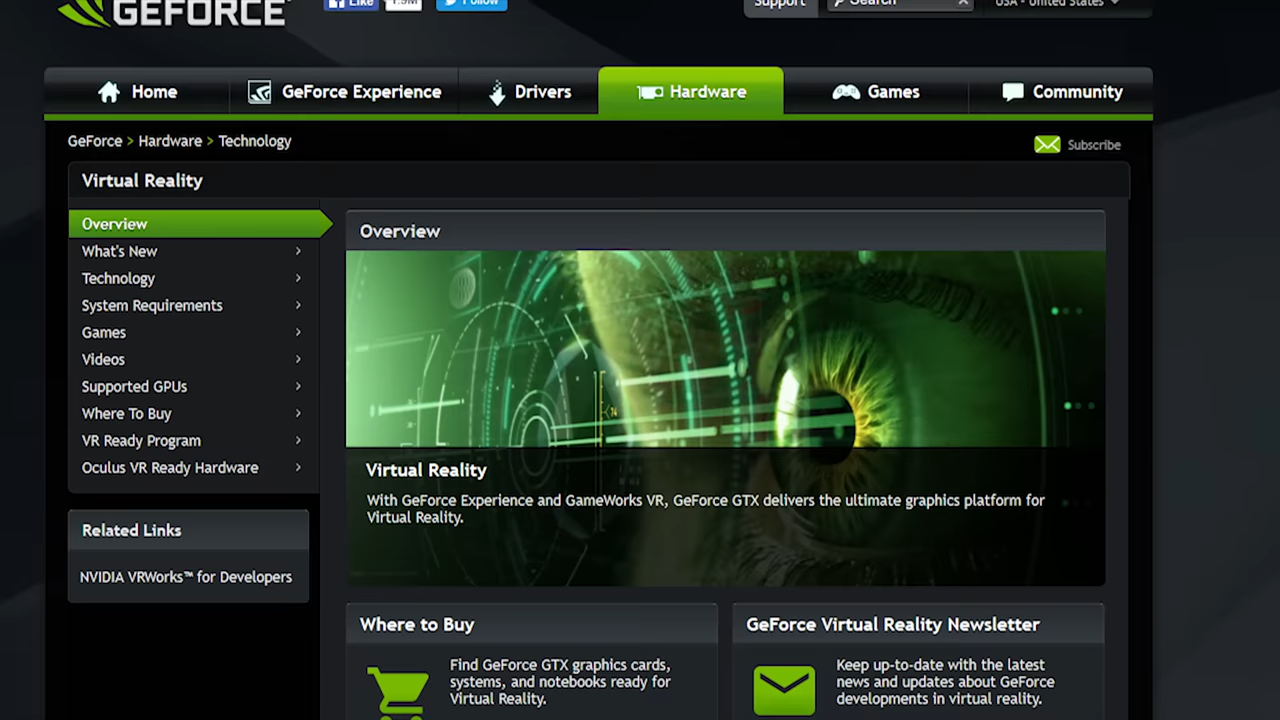 GEFORCE
Like
1.9M
Follow
Support
Search
USA - United States
Home
GeForce Experience
Drivers
Hardware
Games
Community
GeForce > Hardware > Technology
Subscribe
Virtual Reality
Overview
What's New
Technology
System Requirements
Games
Videos
Supported GPUs
Where To Buy
VR Ready Program
Oculus VR Ready Hardware
Related Links
NVIDIA VRWorks™ for Developers
Overview
Virtual Reality
With GeForce Experience and GameWorks VR, GeForce GTX delivers the ultimate graphics platform for
Virtual Reality.
Where to Buy
Find GeForce GTX graphics cards,
systems, and notebooks ready for
Virtual Reality.
GeForce Virtual Reality Newsletter
Keep up-to-date with the latest
news and updates about GeForce
developments in virtual reality.